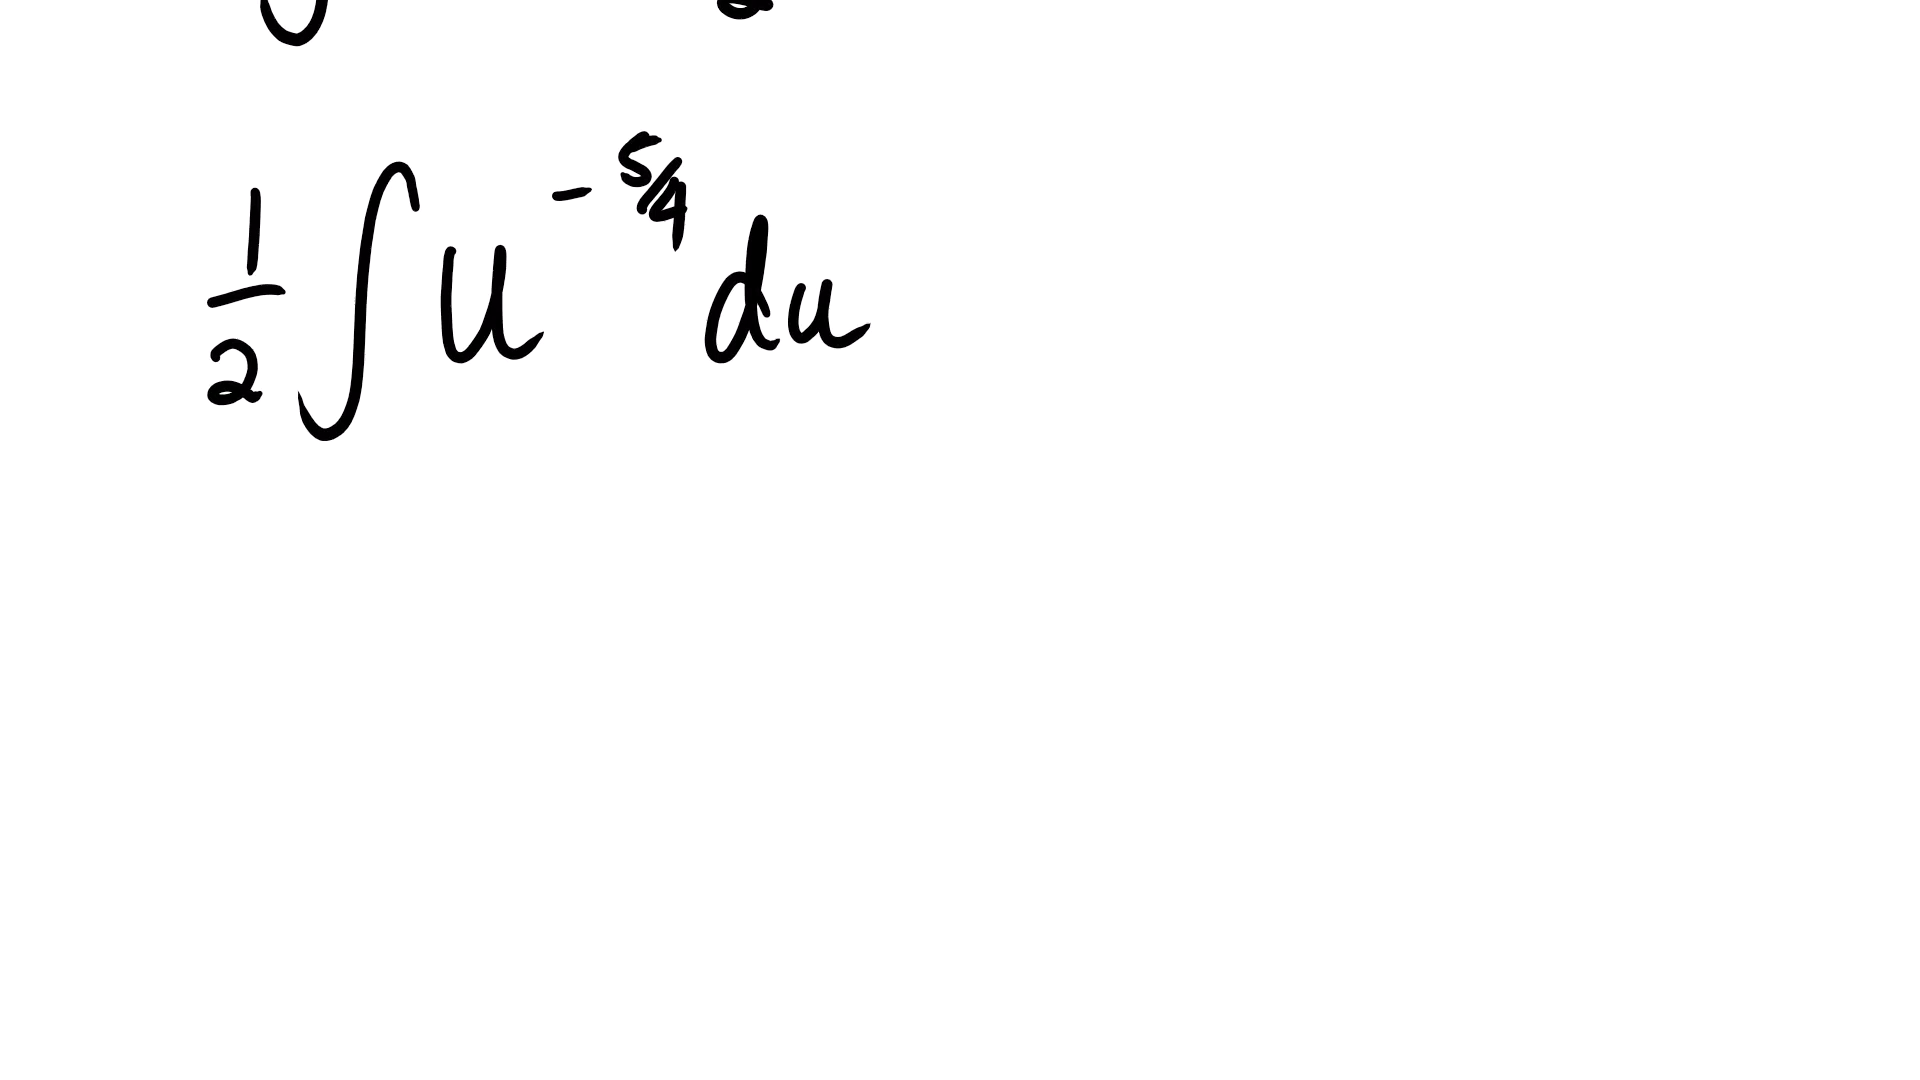 1/2 ∫ u^(-5/4) du